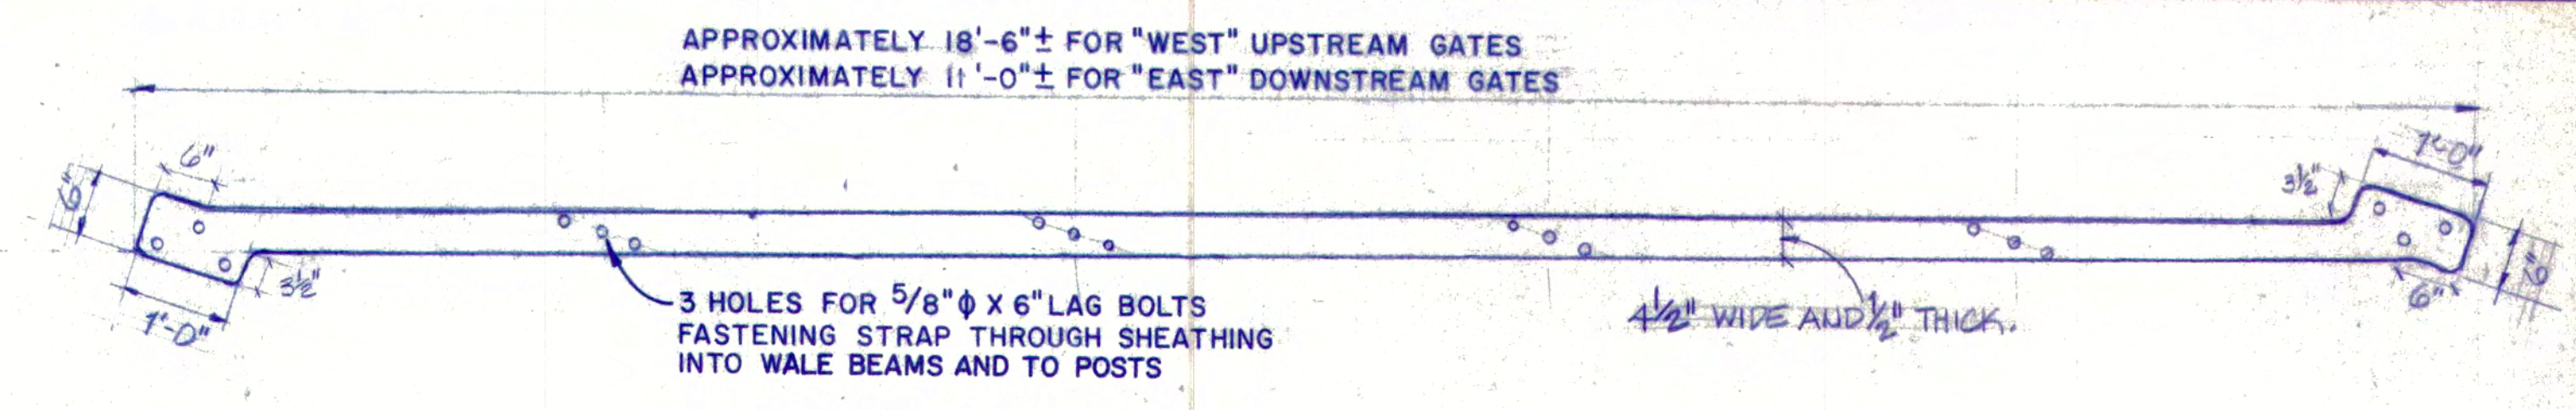 APPROXIMATELY 18'-6"± FOR "WEST" UPSTREAM GATES
APPROXIMATELY 11'-0"± FOR "EAST" DOWNSTREAM GATES
6"
6"
3½"
1'-0"
3 HOLES FOR 5/8"ϕ X 6" LAG BOLTS
FASTENING STRAP THROUGH SHEATHING
INTO WALE BEAMS AND TO POSTS
4½" WIDE AND ½" THICK.
3½"
1'-0"
6"
6"